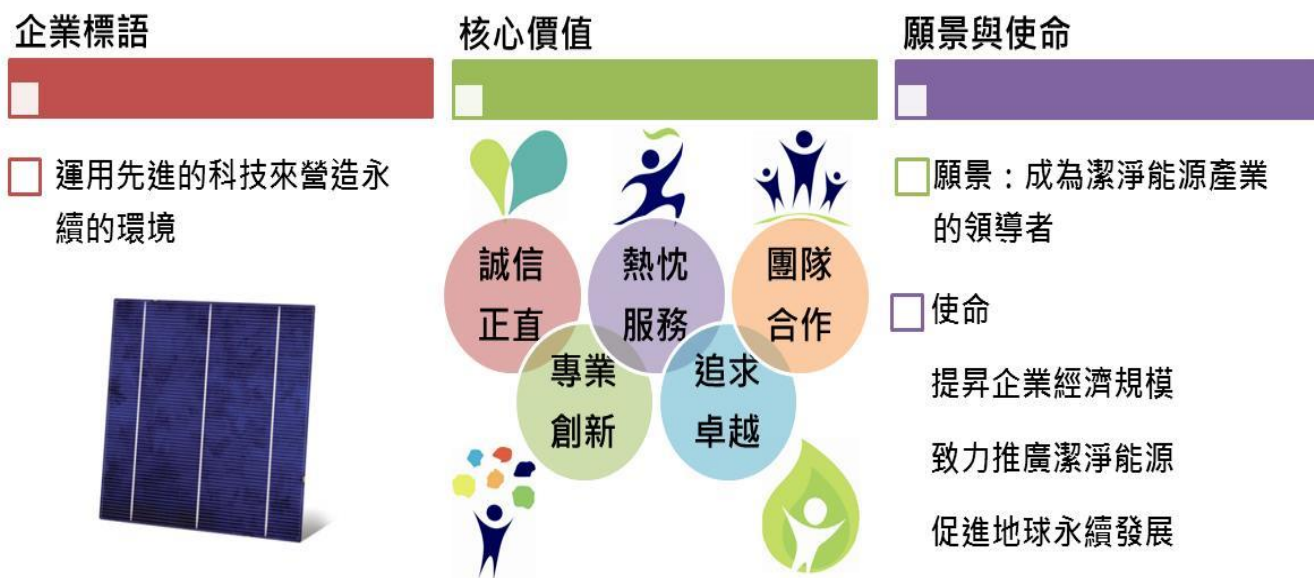 企業標語
運用先進的科技來營造永
續的環境
核心價值
誠信
正直
熱忱
服務
團隊
合作
專業
創新
追求
卓越
願景與使命
願景：成為潔淨能源產業
的領導者
使命
提昇企業經濟規模
致力推廣潔淨能源
促進地球永續發展